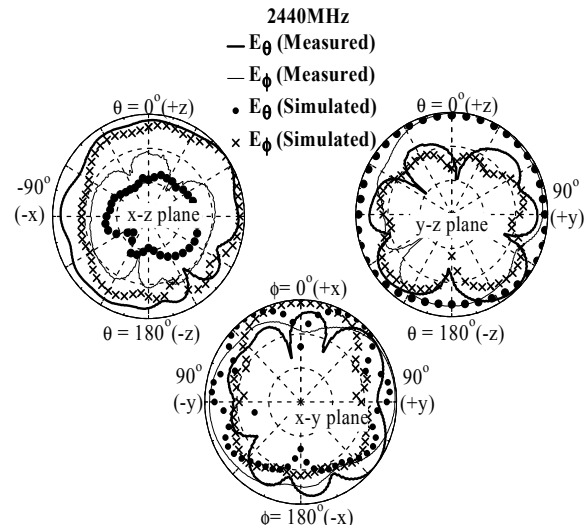 2440MHz
E_θ (Measured)
E_ϕ (Measured)
E_θ (Simulated)
E_ϕ (Simulated)
θ = 0°(+z)
θ = 0°(+z)
-90°
(-x)
x-z plane
y-z plane
90°
(+y)
θ = 180°(-z)
θ = 180°(-z)
ϕ= 0°(+x)
90°
(-y)
x-y plane
90°
(+y)
ϕ= 180°(-x)